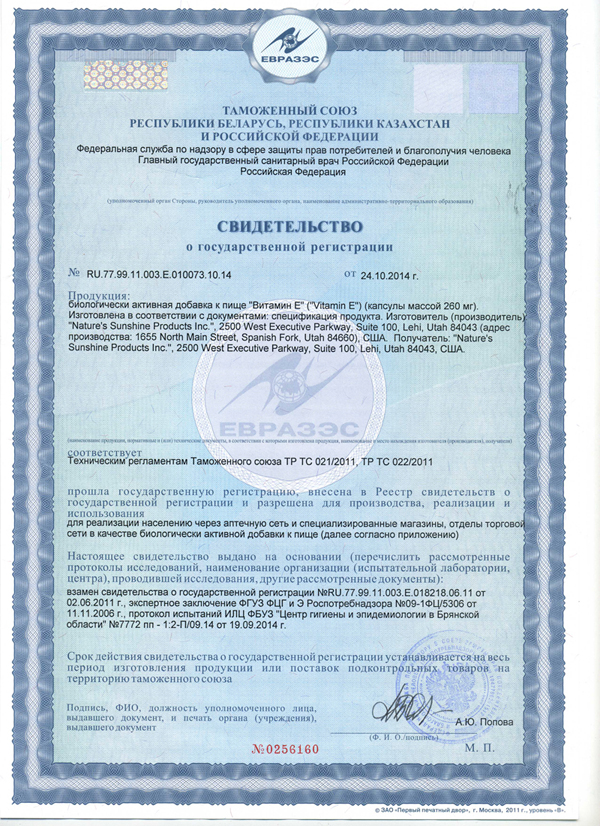 ЕВРАЗЭС
ТАМОЖЕННЫЙ СОЮЗ
РЕСПУБЛИКИ БЕЛАРУСЬ, РЕСПУБЛИКИ КАЗАХСТАН
И РОССИЙСКОЙ ФЕДЕРАЦИИ
Федеральная служба по надзору в сфере защиты прав потребителей и благополучия человека
Главный государственный санитарный врач Российской Федерации
Российская Федерация
(уполномоченный орган Стороны, руководитель уполномоченного органа, наименование административно-территориального образования)
СВИДЕТЕЛЬСТВО
о государственной регистрации
№ RU.77.99.11.003.Е.010073.10.14 от 24.10.2014 г.
Продукция:
биологически активная добавка к пище "Витамин Е" ("Vitamin E") (капсулы массой 260 мг).
Изготовлена в соответствии с документами: спецификация продукта. Изготовитель (производитель)
"Nature's Sunshine Products Inc.", 2500 West Executive Parkway, Suite 100, Lehi, Utah 84043 (адрес
производства: 1655 North Main Street, Spanish Fork, Utah 84660), США. Получатель: "Nature's
Sunshine Products Inc.", 2500 West Executive Parkway, Suite 100, Lehi, Utah 84043, США.
ЕВРАЗЭС
(наименование продукции, нормативные и (или) технические документы, в соответствии с которыми изготовлена продукция, наименование и место нахождения изготовителя (производителя), получателя)
соответствует
Техническим регламентам Таможенного союза ТР ТС 021/2011, ТР ТС 022/2011
прошла государственную регистрацию, внесена в Реестр свидетельств о
государственной регистрации и разрешена для производства, реализации и
использования
для реализации населению через аптечную сеть и специализированные магазины, отделы торговой
сети в качестве биологически активной добавки к пище (далее согласно приложению)
Настоящее свидетельство выдано на основании (перечислить рассмотренные
протоколы исследований, наименование организации (испытательной лаборатории,
центра), проводившей исследования, другие рассмотренные документы):
взамен свидетельства о государственной регистрации №RU.77.99.11.003.Е.018218.06.11 от
02.06.2011 г., экспертное заключение ФГУЗ ФЦГ и Э Роспотребнадзора №09-1ФЦ/5306 от
11.11.2006 г., протокол испытаний ИЛЦ ФБУЗ "Центр гигиены и эпидемиологии в Брянской
области" №7772 пп - 1:2-П/09.14 от 19.09.2014 г.
Срок действия свидетельства о государственной регистрации устанавливается на весь
период изготовления продукции или поставок подконтрольных товаров на
территорию таможенного союза
Подпись, ФИО, должность уполномоченного лица,
выдавшего документ, и печать органа (учреждения),
выдавшего документ
А.Ю. Попова
(Ф. И. О./подпись)
№0256160
М. П.
© ЗАО «Первый печатный двор», г. Москва, 2011 г., уровень «В».